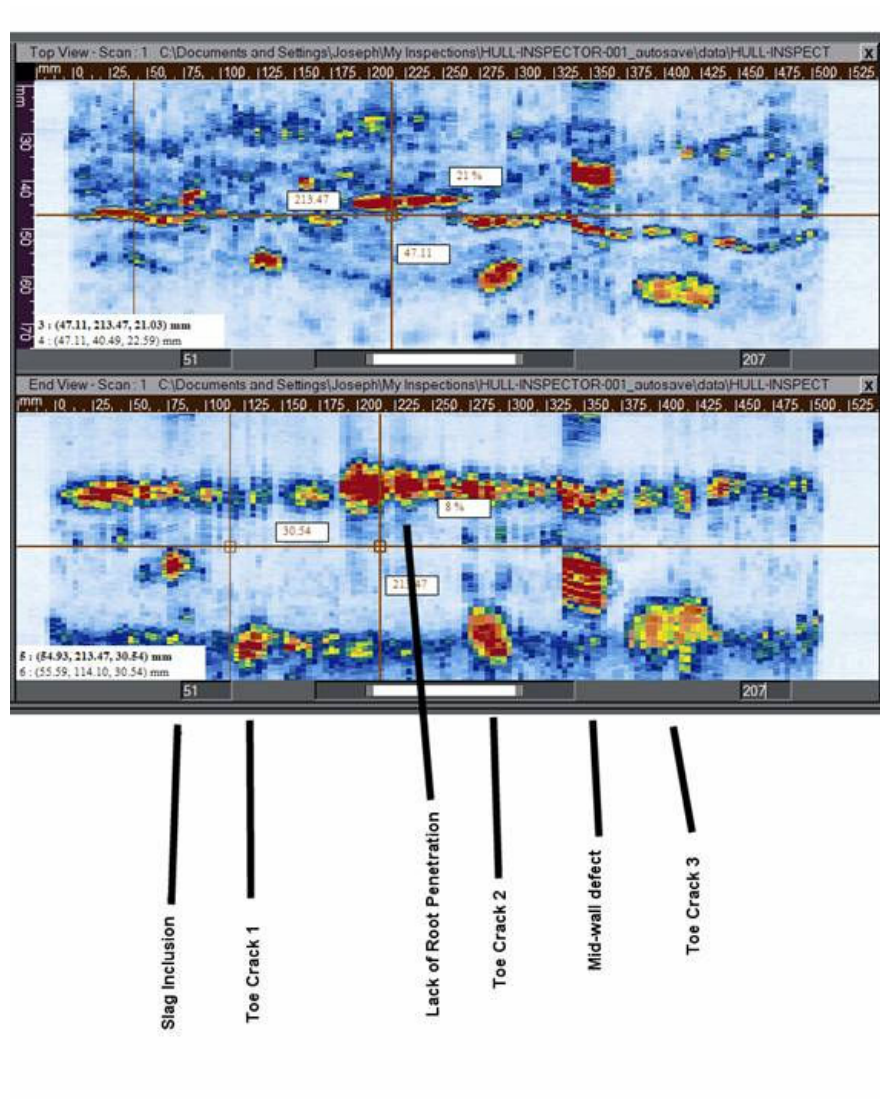 Top View - Scan : 1 C:\Documents and Settings\Joseph\My Inspections\HULL-INSPECTOR-001_autosave\data\HULL-INSPECT X
mm |0 |25, |50, |75, |100 |125 |150 |175 |200 |225 |250 |275 |300 |325 |350 |375 |400 |425 |450 |475 |500 |525
mm
|30
|40
|50
|60
|70
21 %
213.47
47.11
3 : (47.11, 213.47, 21.03) mm
4 : (47.11, 40.49, 22.59) mm
51 207
End View - Scan : 1 C:\Documents and Settings\Joseph\My Inspections\HULL-INSPECTOR-001_autosave\data\HULL-INSPECT X
mm |0 |25, |50, |75, |100 |125 |150 |175 |200 |225 |250 |275 |300 |325 |350 |375 |400 |425 |450 |475 |500 |525
8 %
30.54
5 : (54.93, 213.47, 30.54) mm
6 : (55.59, 114.10, 30.54) mm
51 207
Slag Inclusion
Toe Crack 1
Lack of Root Penetration
Toe Crack 2
Mid-wall defect
Toe Crack 3